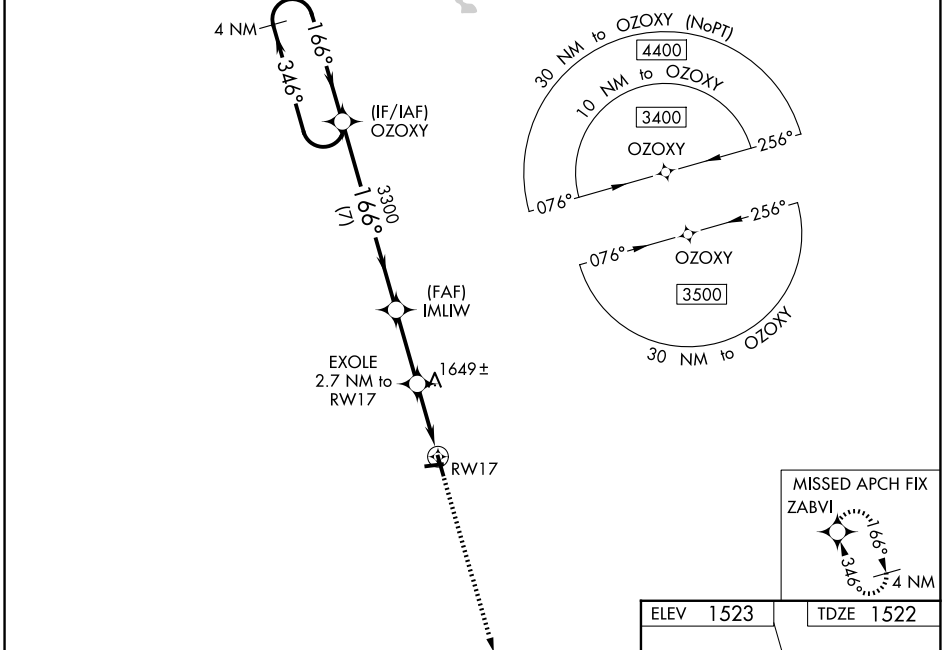 4 NM
166°
346°
(IF/IAF)
OZOXY
3300
166°
(7)
(FAF)
IMLIW
EXOLE
2.7 NM to
RW17
1649±
RW17
30 NM to OZOXY (NoPT)
4400
10 NM to OZOXY
3400
OZOXY
256°
076°
256°
076°
OZOXY
3500
30 NM to OZOXY
MISSED APCH FIX
ZABVI
166°
346°
4 NM
ELEV 1523
TDZE 1522